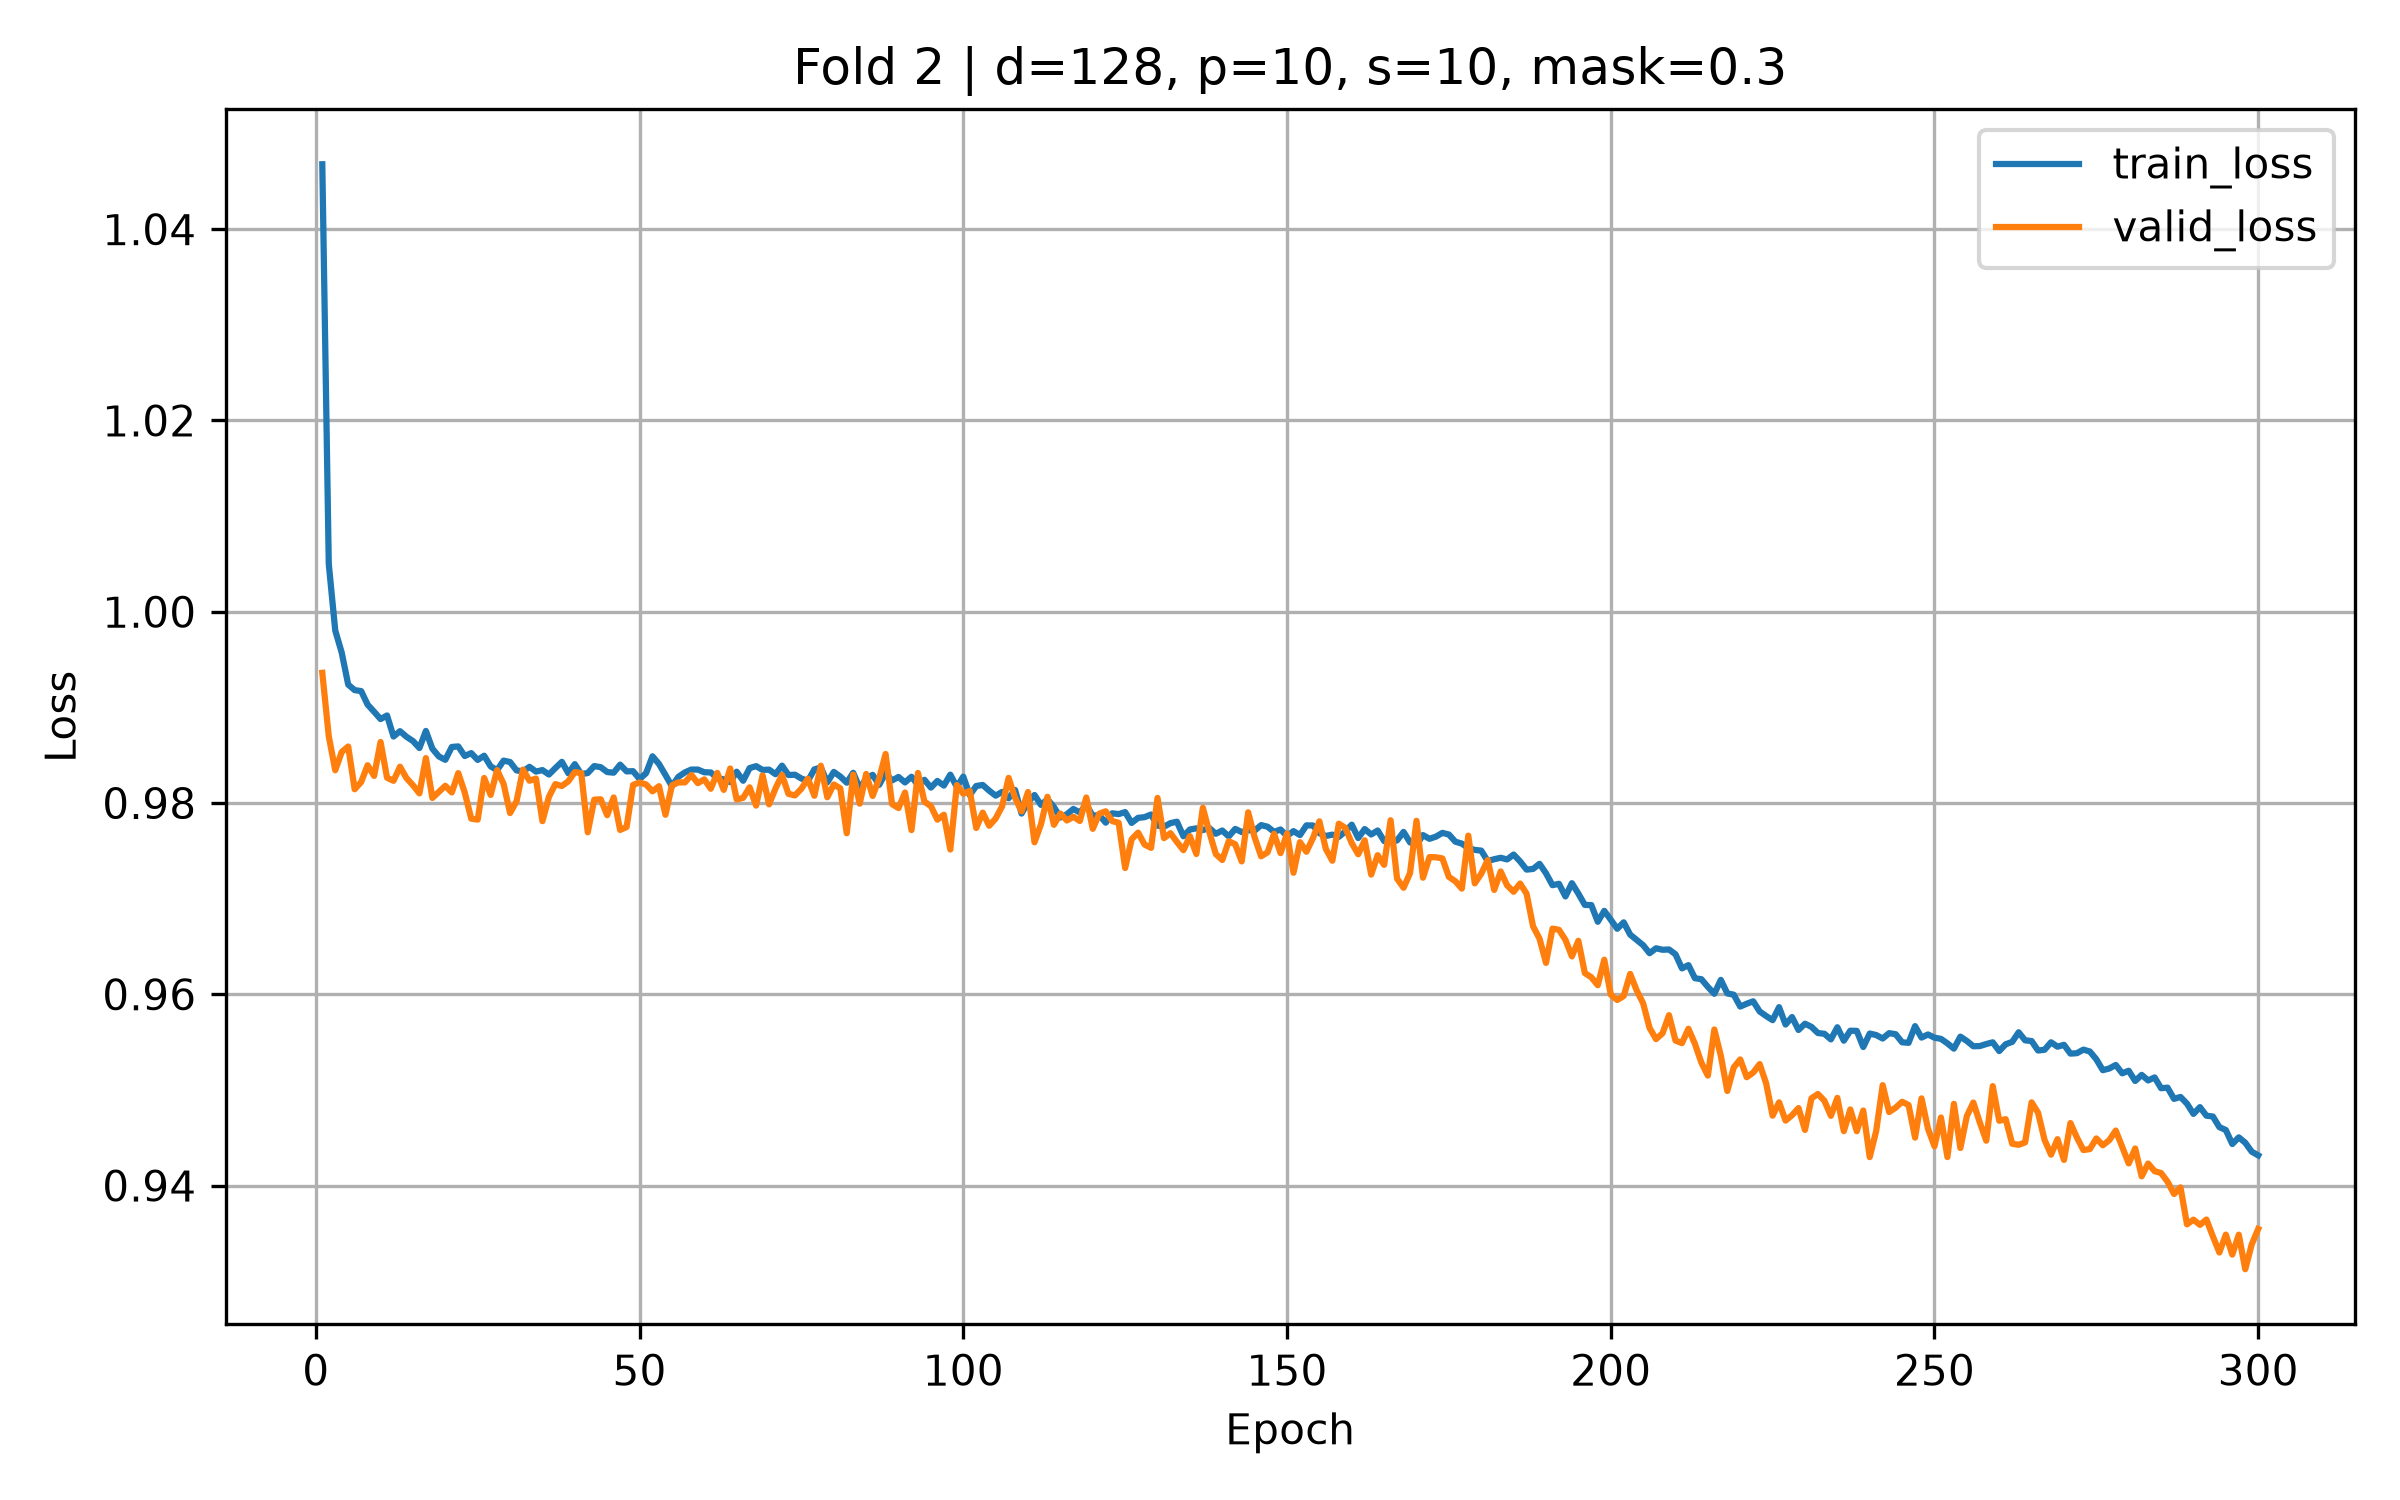 Fold 2 | d=128, p=10, s=10, mask=0.3
train_loss
valid_loss
1.04
1.02
1.00
0.98
0.96
0.94
Loss
0
50
100
150
200
250
300
Epoch